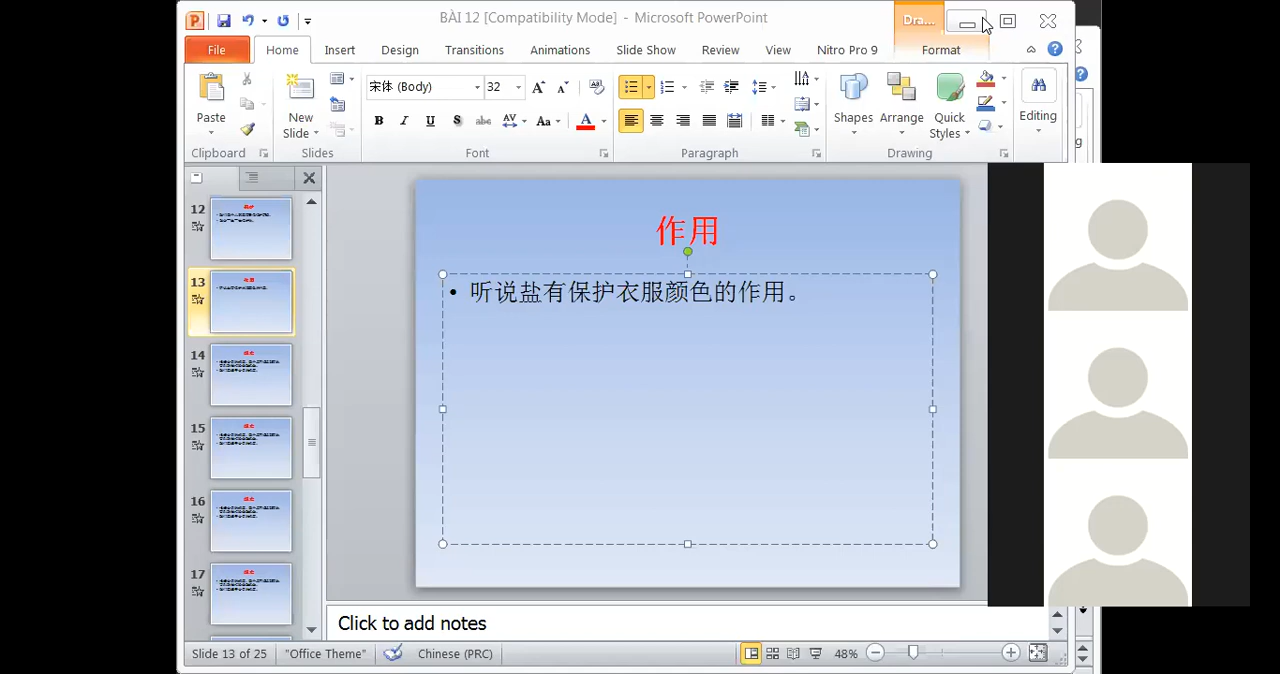 BÀI 12 [Compatibility Mode] - Microsoft PowerPoint
Dra...
File Home Insert Design Transitions Animations Slide Show Review View Nitro Pro 9 Format
宋体 (Body) 32
Paste
New Slide
Shapes Arrange Quick Styles
Editing
Clipboard Slides Font Paragraph Drawing
12
13
14
15
16
17
作用
• 听说盐有保护衣服颜色的作用。
Click to add notes
Slide 13 of 25 "Office Theme" Chinese (PRC) 48%